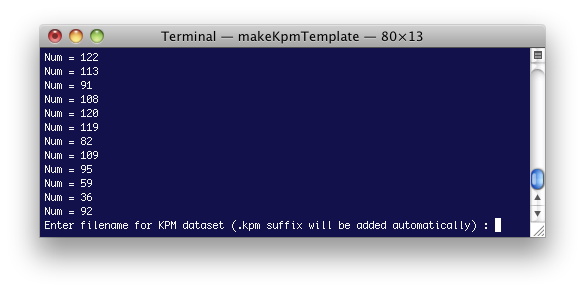 Terminal — makeKpmTemplate — 80×13
Num = 122
Num = 113
Num = 91
Num = 108
Num = 120
Num = 119
Num = 82
Num = 109
Num = 95
Num = 59
Num = 36
Num = 92
Enter filename for KPM dataset (.kpm suffix will be added automatically) :